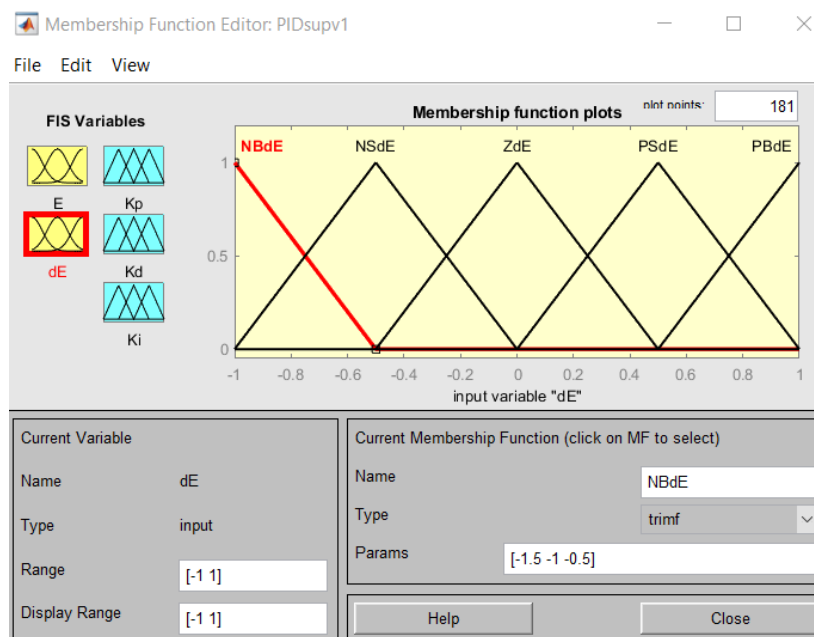 Membership Function Editor: PIDsupv1
File Edit View
FIS Variables
Membership function plots
plot points:
181
NBdE NSdE ZdE PSdE PBdE
E Kp
dE Kd
Ki
1
0.5
0
-1 -0.8 -0.6 -0.4 -0.2 0 0.2 0.4 0.6 0.8 1
input variable "dE"
Current Variable
Name dE
Type input
Range [-1 1]
Display Range [-1 1]
Current Membership Function (click on MF to select)
Name NBdE
Type trimf
Params [-1.5 -1 -0.5]
Help Close